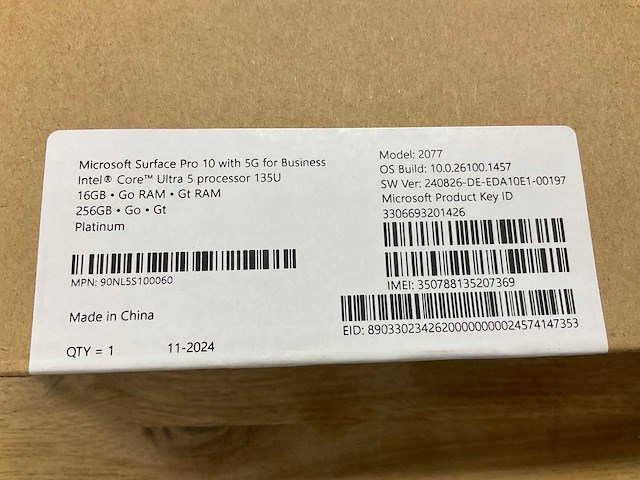 Microsoft Surface Pro 10 with 5G for Business
Intel® Core™ Ultra 5 processor 135U
16GB • Go RAM • Gt RAM
256GB • Go • Gt
Platinum
MPN: 90NL5S100060
Made in China
QTY = 1 11-2024
Model: 2077
OS Build: 10.0.26100.1457
SW Ver: 240826-DE-EDA10E1-00197
Microsoft Product Key ID
3306693201426
IMEI: 350788135207369
EID: 89033023426200000000024574147353